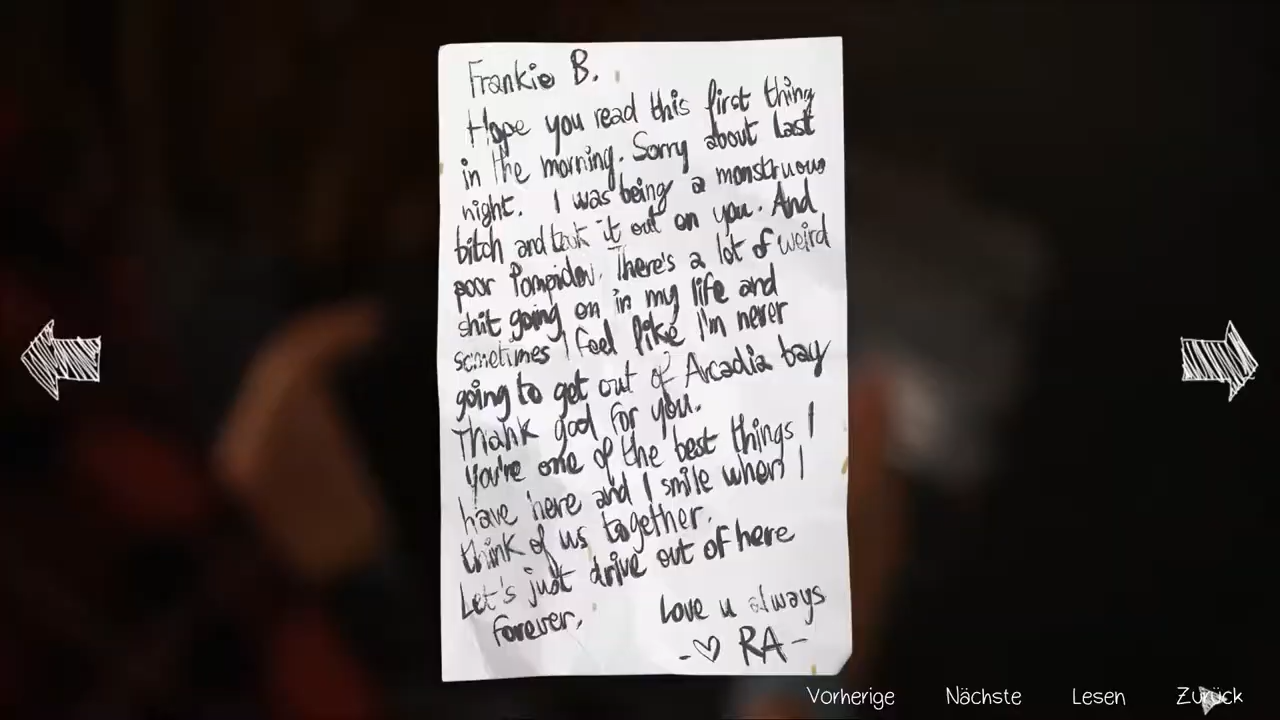 Frankie B.
Hope you read this first thing
in the morning. Sorry about last
night. I was being a monstruous
bitch and took it out on you. And
poor Pompidou. There's a lot of weird
shit going on in my life and
sometimes I feel like I'm never
going to get out of Arcadia bay
Thank god for you.
You're one of the best things I
have here and I smile when I
think of us together.
Let's just drive out of here
forever.
Love u always
-♡ RA-
Vorherige Nächste Lesen Zurück